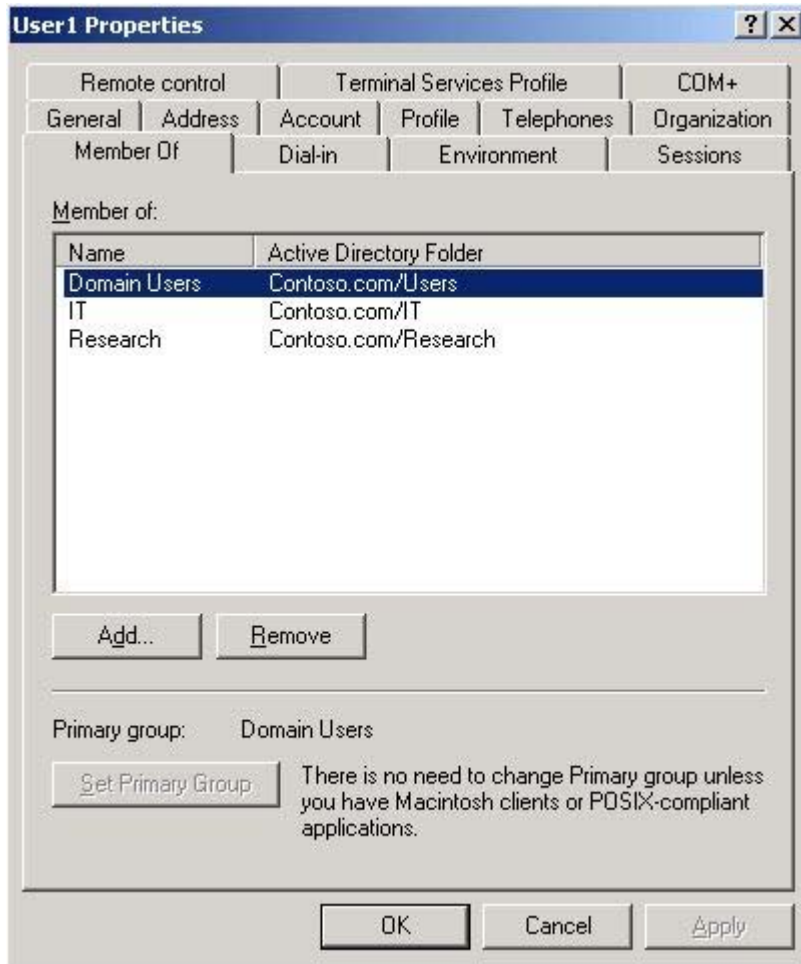 User1 Properties
Remote control Terminal Services Profile COM+
General Address Account Profile Telephones Organization
Member Of Dial-in Environment Sessions
Member of:
Name Active Directory Folder
Domain Users Contoso.com/Users
IT Contoso.com/IT
Research Contoso.com/Research
Add... Remove
Primary group: Domain Users
Set Primary Group
There is no need to change Primary group unless
you have Macintosh clients or POSIX-compliant
applications.
OK Cancel Apply